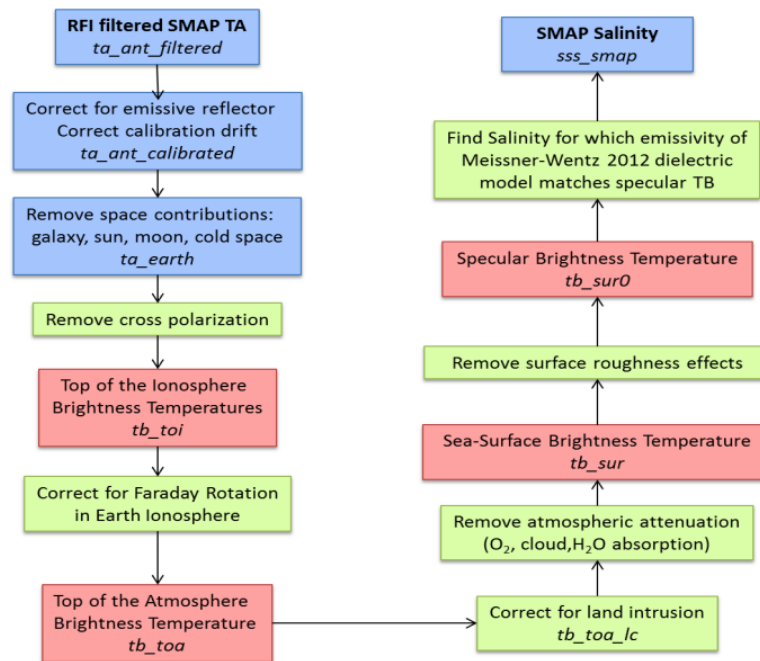 RFI filtered SMAP TA
ta_ant_filtered
Correct for emissive reflector
Correct calibration drift
ta_ant_calibrated
Remove space contributions:
galaxy, sun, moon, cold space
ta_earth
Remove cross polarization
Top of the Ionosphere
Brightness Temperatures
tb_toi
Correct for Faraday Rotation
in Earth Ionosphere
Top of the Atmosphere
Brightness Temperature
tb_toa
Correct for land intrusion
tb_toa_lc
Remove atmospheric attenuation
(O₂, cloud,H₂O absorption)
Sea-Surface Brightness Temperature
tb_sur
Remove surface roughness effects
Specular Brightness Temperature
tb_sur0
Find Salinity for which emissivity of
Meissner-Wentz 2012 dielectric
model matches specular TB
SMAP Salinity
sss_smap